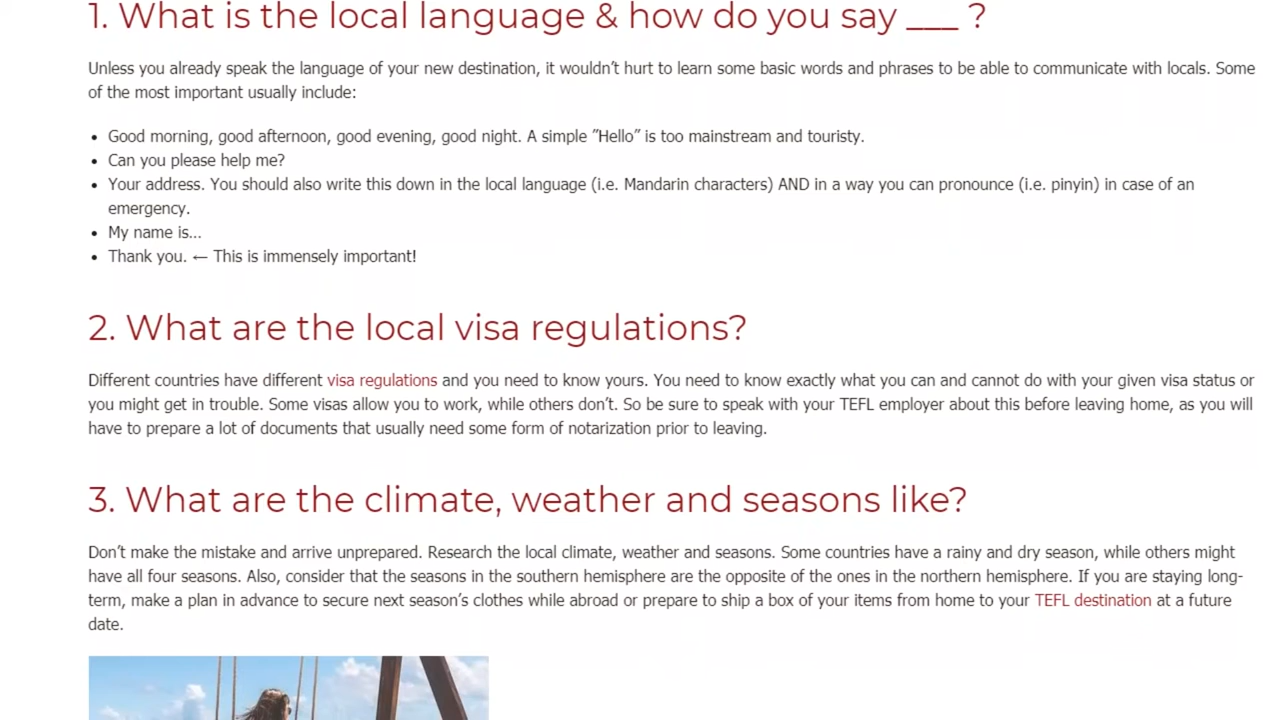 1. What is the local language & how do you say ___ ?
Unless you already speak the language of your new destination, it wouldn't hurt to learn some basic words and phrases to be able to communicate with locals. Some
of the most important usually include:
• Good morning, good afternoon, good evening, good night. A simple "Hello" is too mainstream and touristy.
• Can you please help me?
• Your address. You should also write this down in the local language (i.e. Mandarin characters) AND in a way you can pronounce (i.e. pinyin) in case of an
emergency.
• My name is...
• Thank you. ← This is immensely important!
2. What are the local visa regulations?
Different countries have different visa regulations and you need to know yours. You need to know exactly what you can and cannot do with your given visa status or
you might get in trouble. Some visas allow you to work, while others don't. So be sure to speak with your TEFL employer about this before leaving home, as you will
have to prepare a lot of documents that usually need some form of notarization prior to leaving.
3. What are the climate, weather and seasons like?
Don't make the mistake and arrive unprepared. Research the local climate, weather and seasons. Some countries have a rainy and dry season, while others might
have all four seasons. Also, consider that the seasons in the southern hemisphere are the opposite of the ones in the northern hemisphere. If you are staying long-
term, make a plan in advance to secure next season's clothes while abroad or prepare to ship a box of your items from home to your TEFL destination at a future
date.